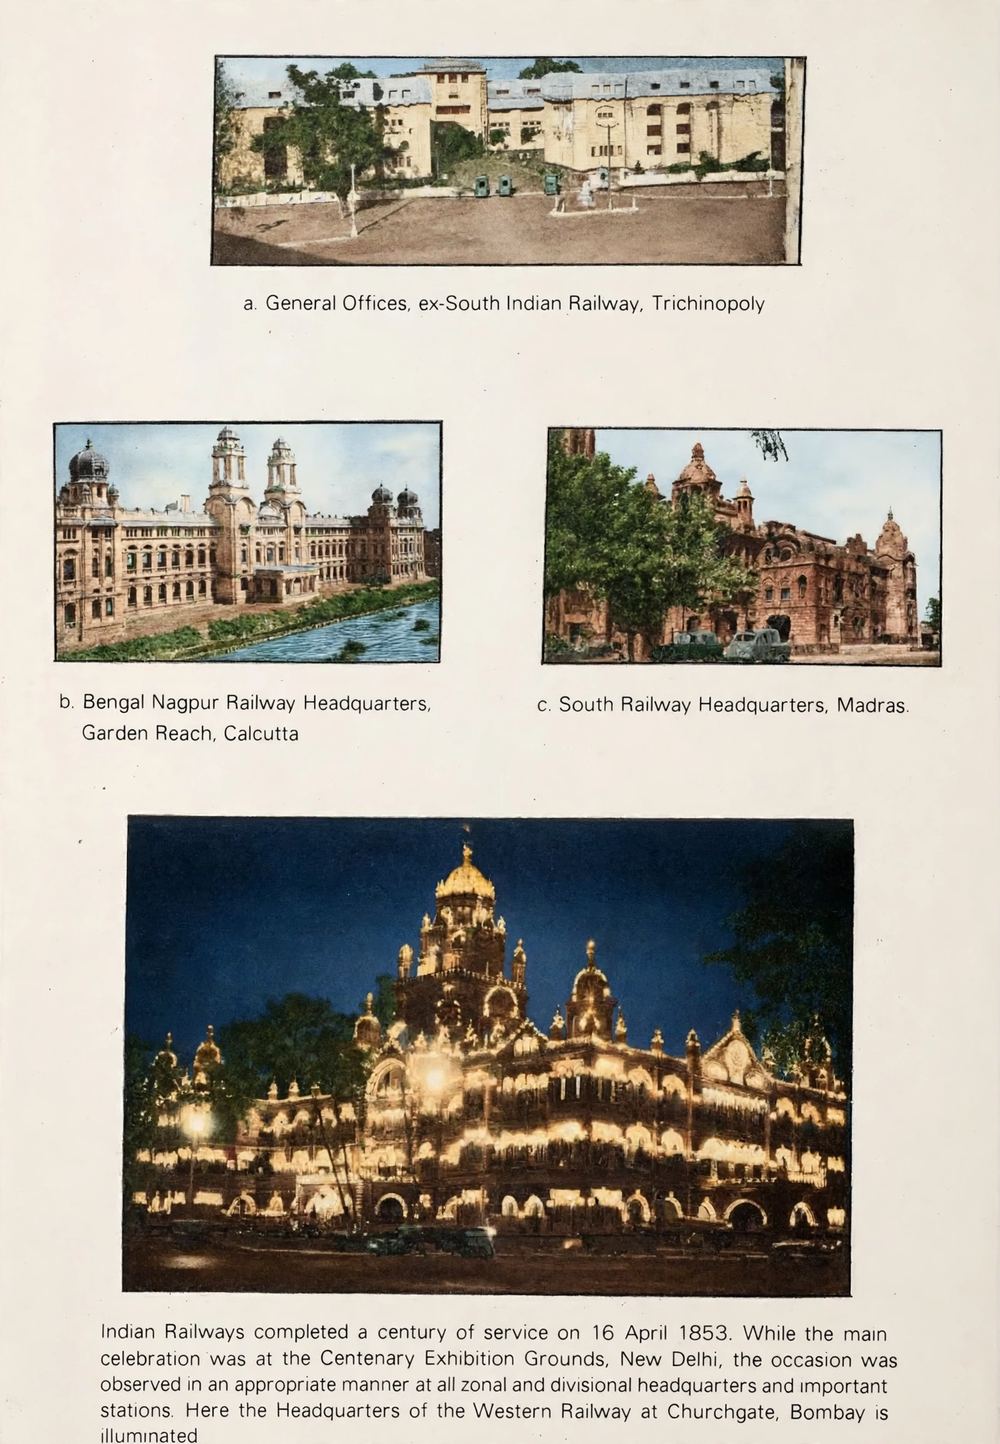 a. General Offices, ex-South Indian Railway, Trichinopoly
b. Bengal Nagpur Railway Headquarters,
Garden Reach, Calcutta
c. South Railway Headquarters, Madras.
Indian Railways completed a century of service on 16 April 1853. While the main
celebration was at the Centenary Exhibition Grounds, New Delhi, the occasion was
observed in an appropriate manner at all zonal and divisional headquarters and important
stations. Here the Headquarters of the Western Railway at Churchgate, Bombay is
illuminated